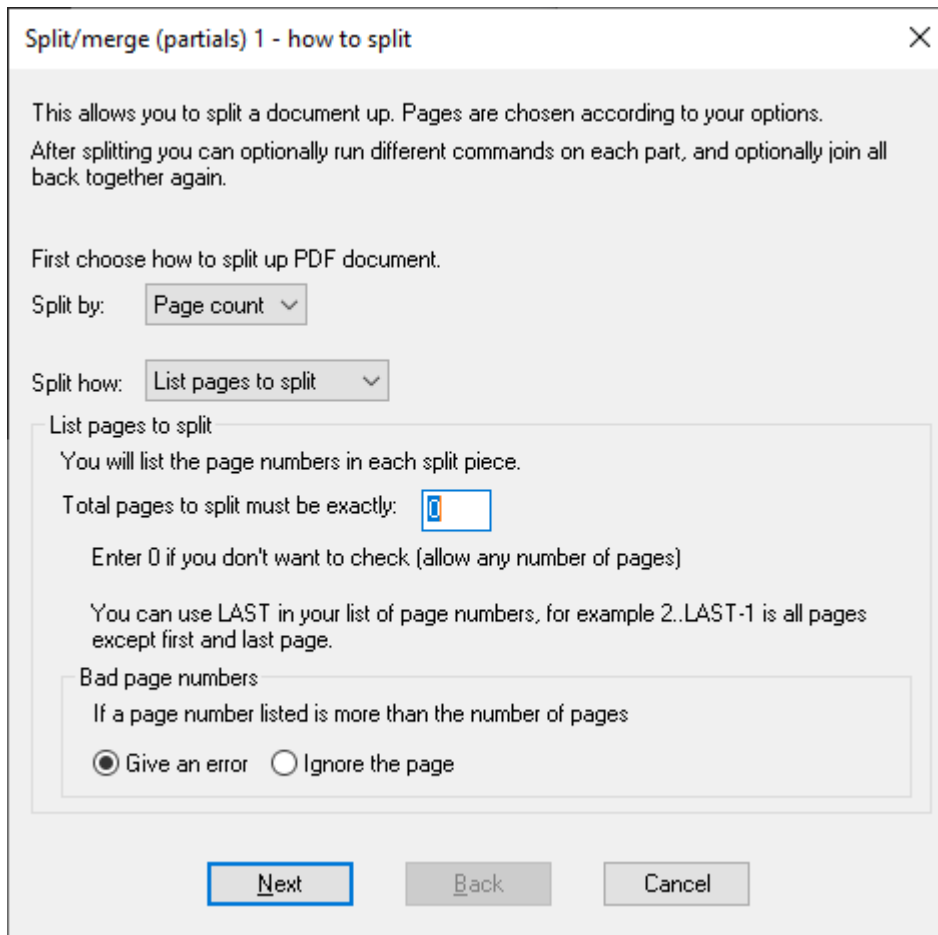 Split/merge (partials) 1 - how to split
This allows you to split a document up. Pages are chosen according to your options.
After splitting you can optionally run different commands on each part, and optionally join all
back together again.
First choose how to split up PDF document.
Split by: Page count
Split how: List pages to split
List pages to split
You will list the page numbers in each split piece.
Total pages to split must be exactly: 0
Enter 0 if you don't want to check (allow any number of pages)
You can use LAST in your list of page numbers, for example 2..LAST-1 is all pages
except first and last page.
Bad page numbers
If a page number listed is more than the number of pages
Give an error Ignore the page
Next Back Cancel